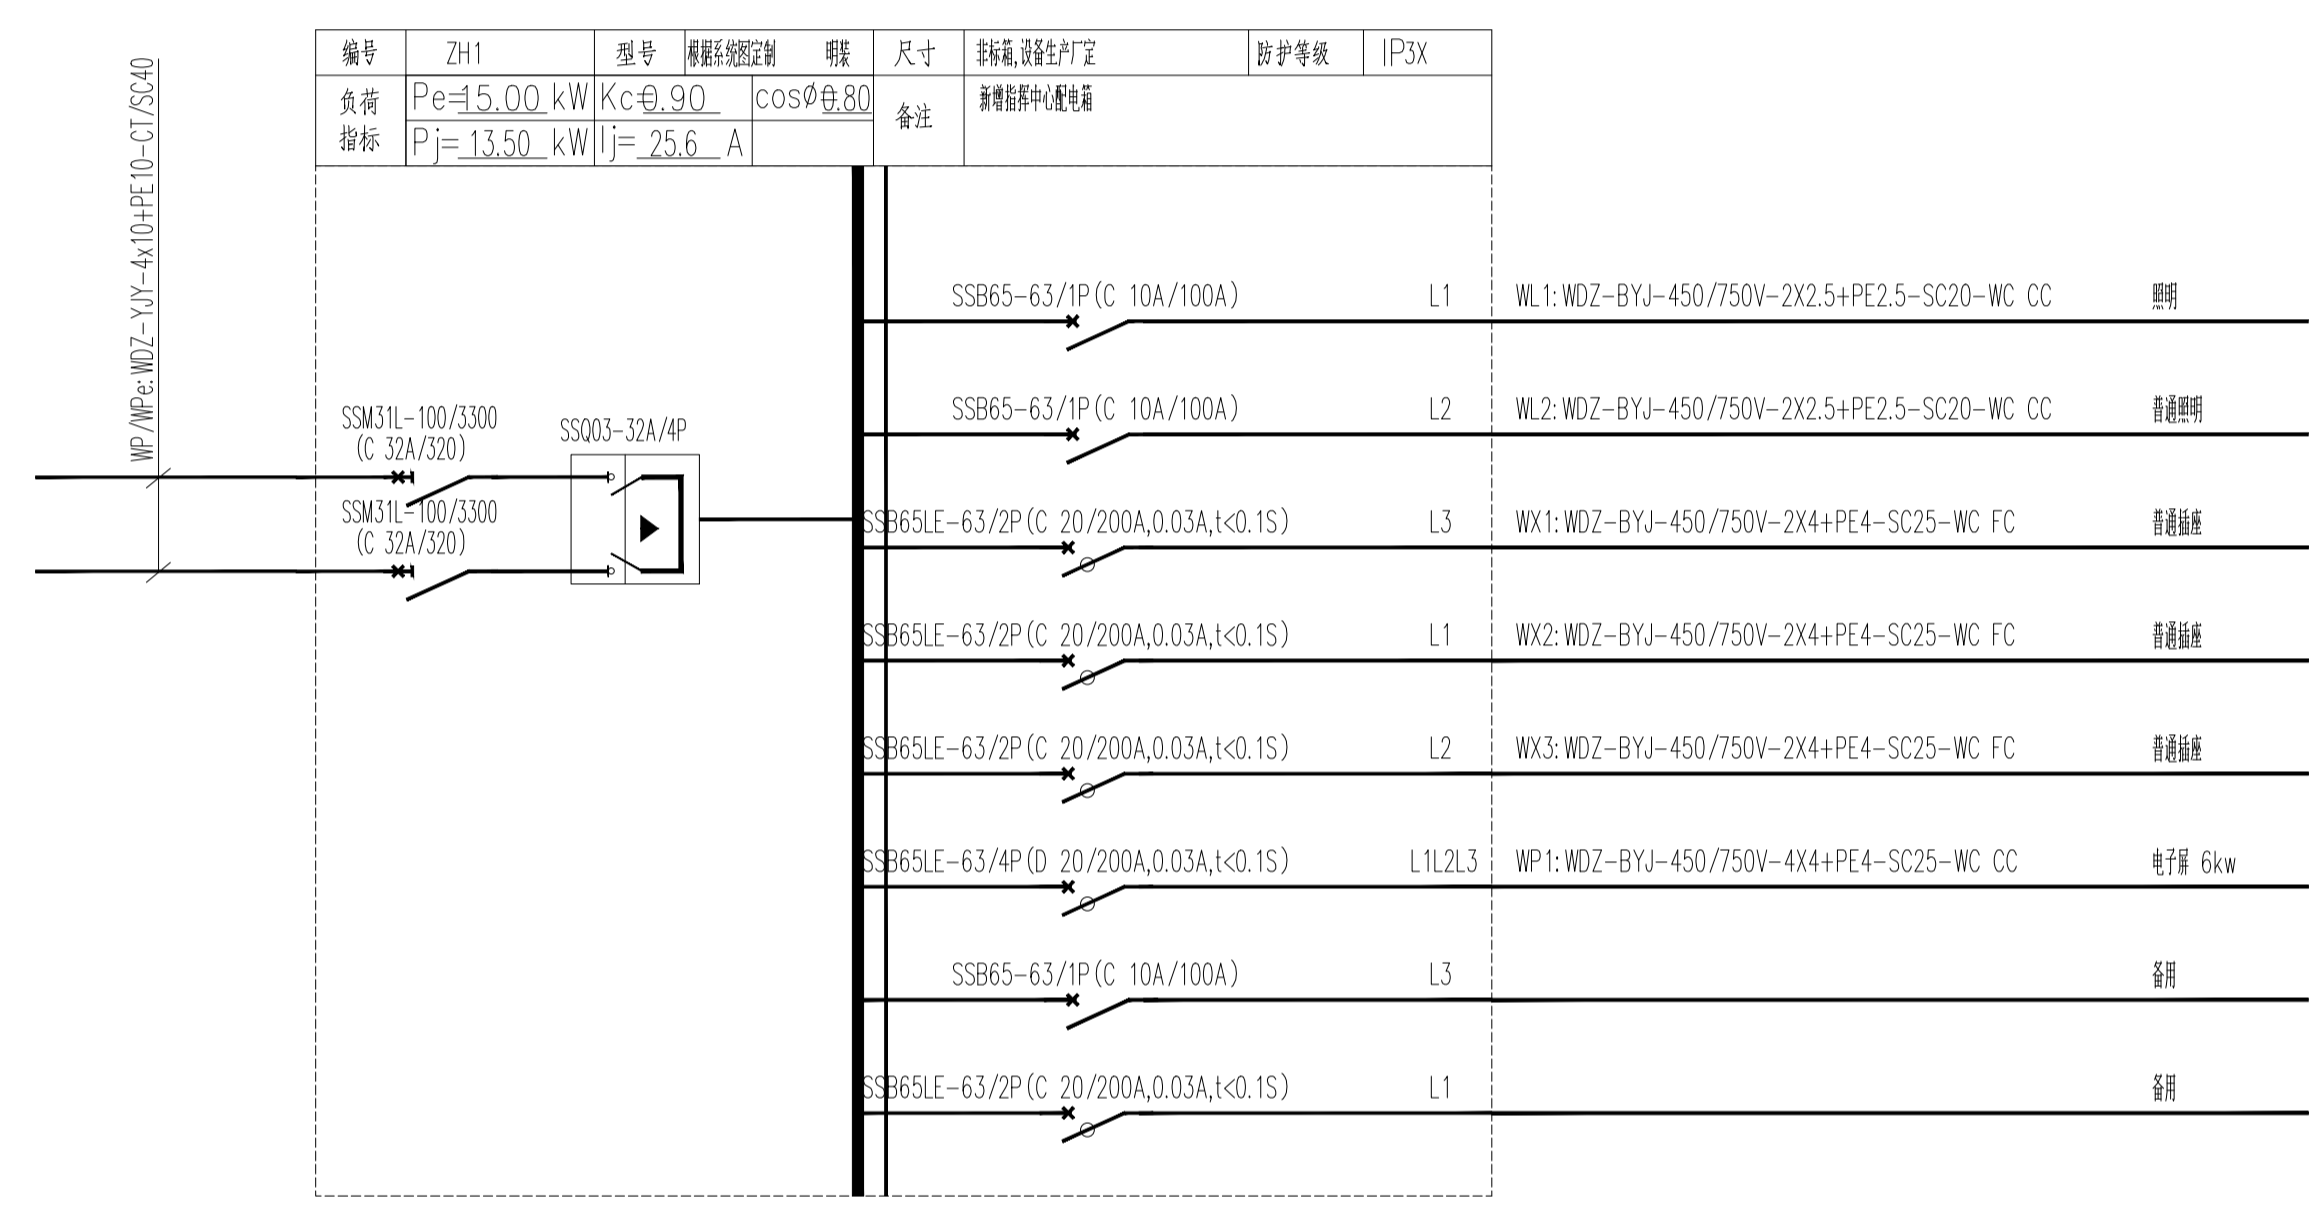 编号 ZH1 型号 根据系统图定制 明装 尺寸 非标箱,设备生产厂定 防护等级 IP3X
负荷指标 Pe=15.00 kW Kc=0.90 cosø=0.80 备注 新增指挥中心配电箱
Pj=13.50 kW Ij=25.6 A
WP/WPe:WDZ-YJY-4x10+PE10-CT/SC40
SSM31L-100/3300
(C 32A/320)
SSM31L-100/3300
(C 32A/320)
SSQ03-32A/4P
SSB65-63/1P(C 10A/100A) L1 WL1:WDZ-BYJ-450/750V-2X2.5+PE2.5-SC20-WC CC 照明
SSB65-63/1P(C 10A/100A) L2 WL2:WDZ-BYJ-450/750V-2X2.5+PE2.5-SC20-WC CC 普通照明
SSB65LE-63/2P(C 20/200A,0.03A,t<0.1S) L3 WX1:WDZ-BYJ-450/750V-2X4+PE4-SC25-WC FC 普通插座
SSB65LE-63/2P(C 20/200A,0.03A,t<0.1S) L1 WX2:WDZ-BYJ-450/750V-2X4+PE4-SC25-WC FC 普通插座
SSB65LE-63/2P(C 20/200A,0.03A,t<0.1S) L2 WX3:WDZ-BYJ-450/750V-2X4+PE4-SC25-WC FC 普通插座
SSB65LE-63/4P(D 20/200A,0.03A,t<0.1S) L1L2L3 WP1:WDZ-BYJ-450/750V-4X4+PE4-SC25-WC CC 电子屏 6kw
SSB65-63/1P(C 10A/100A) L3 备用
SSB65LE-63/2P(C 20/200A,0.03A,t<0.1S) L1 备用